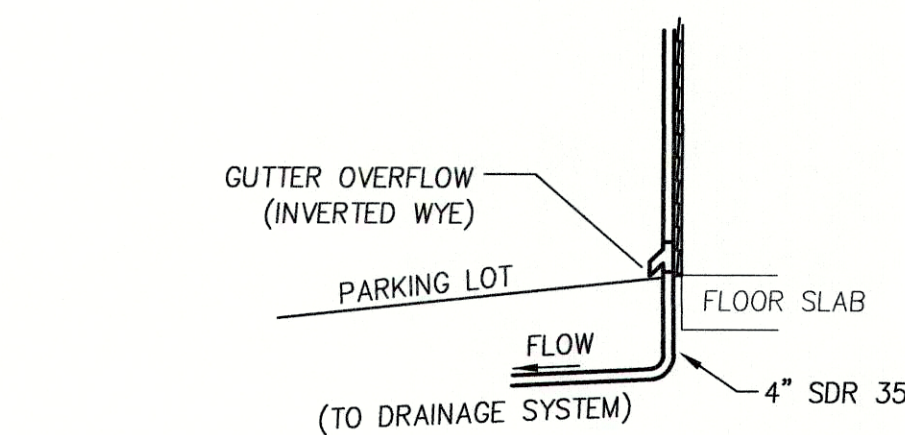 GUTTER OVERFLOW
(INVERTED WYE)
PARKING LOT
FLOOR SLAB
FLOW
4" SDR 35
(TO DRAINAGE SYSTEM)